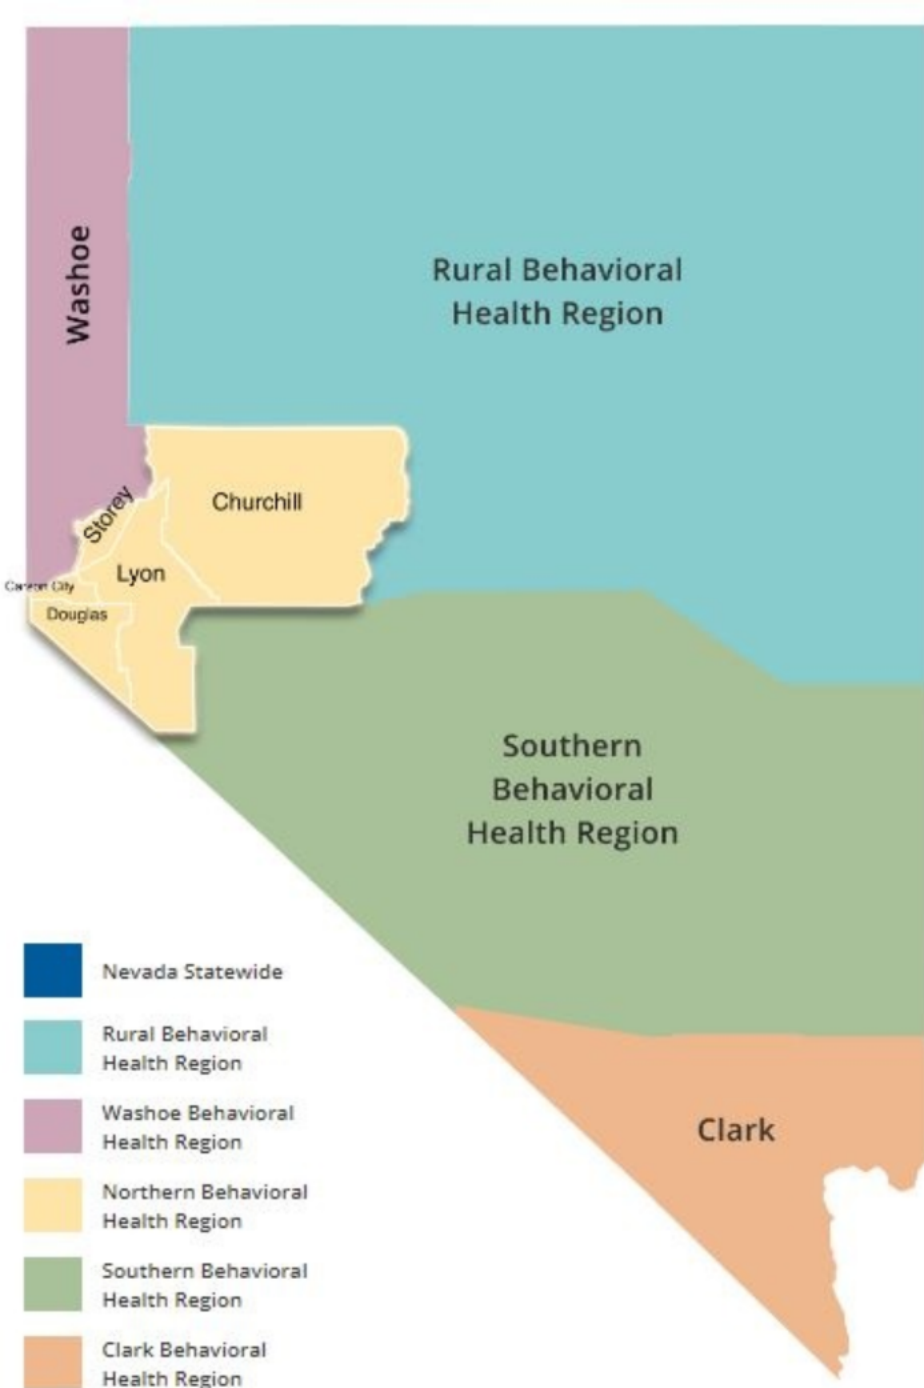 Washoe
Rural Behavioral
Health Region
Churchill
Storey
Lyon
Carson City
Douglas
Southern
Behavioral
Health Region
Clark
Nevada Statewide
Rural Behavioral
Health Region
Washoe Behavioral
Health Region
Northern Behavioral
Health Region
Southern Behavioral
Health Region
Clark Behavioral
Health Region